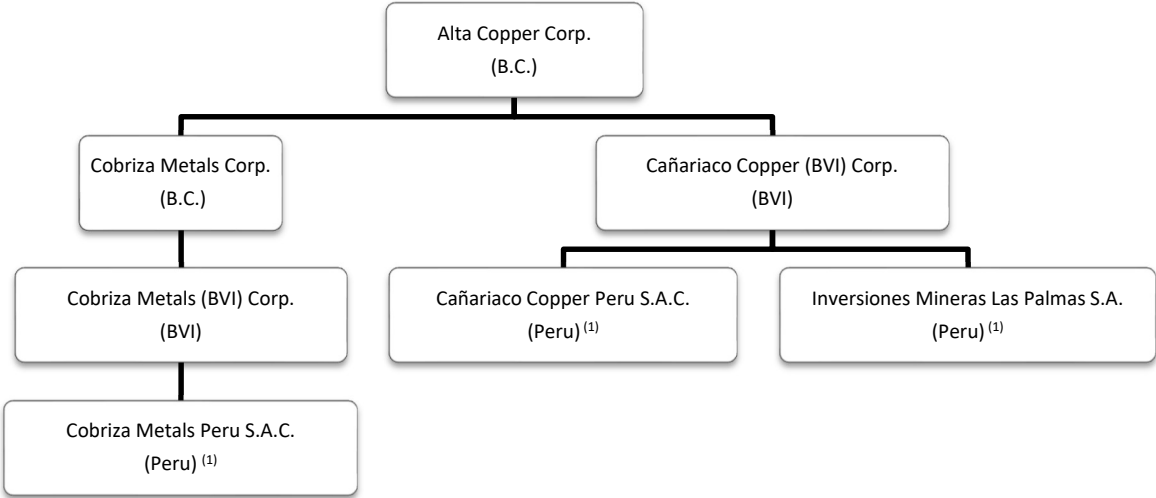 Alta Copper Corp.
(B.C.)
Cobriza Metals Corp.
(B.C.)
Cañariaco Copper (BVI) Corp.
(BVI)
Cobriza Metals (BVI) Corp.
(BVI)
Cañariaco Copper Peru S.A.C.
(Peru) (1)
Inversiones Mineras Las Palmas S.A.
(Peru) (1)
Cobriza Metals Peru S.A.C.
(Peru) (1)